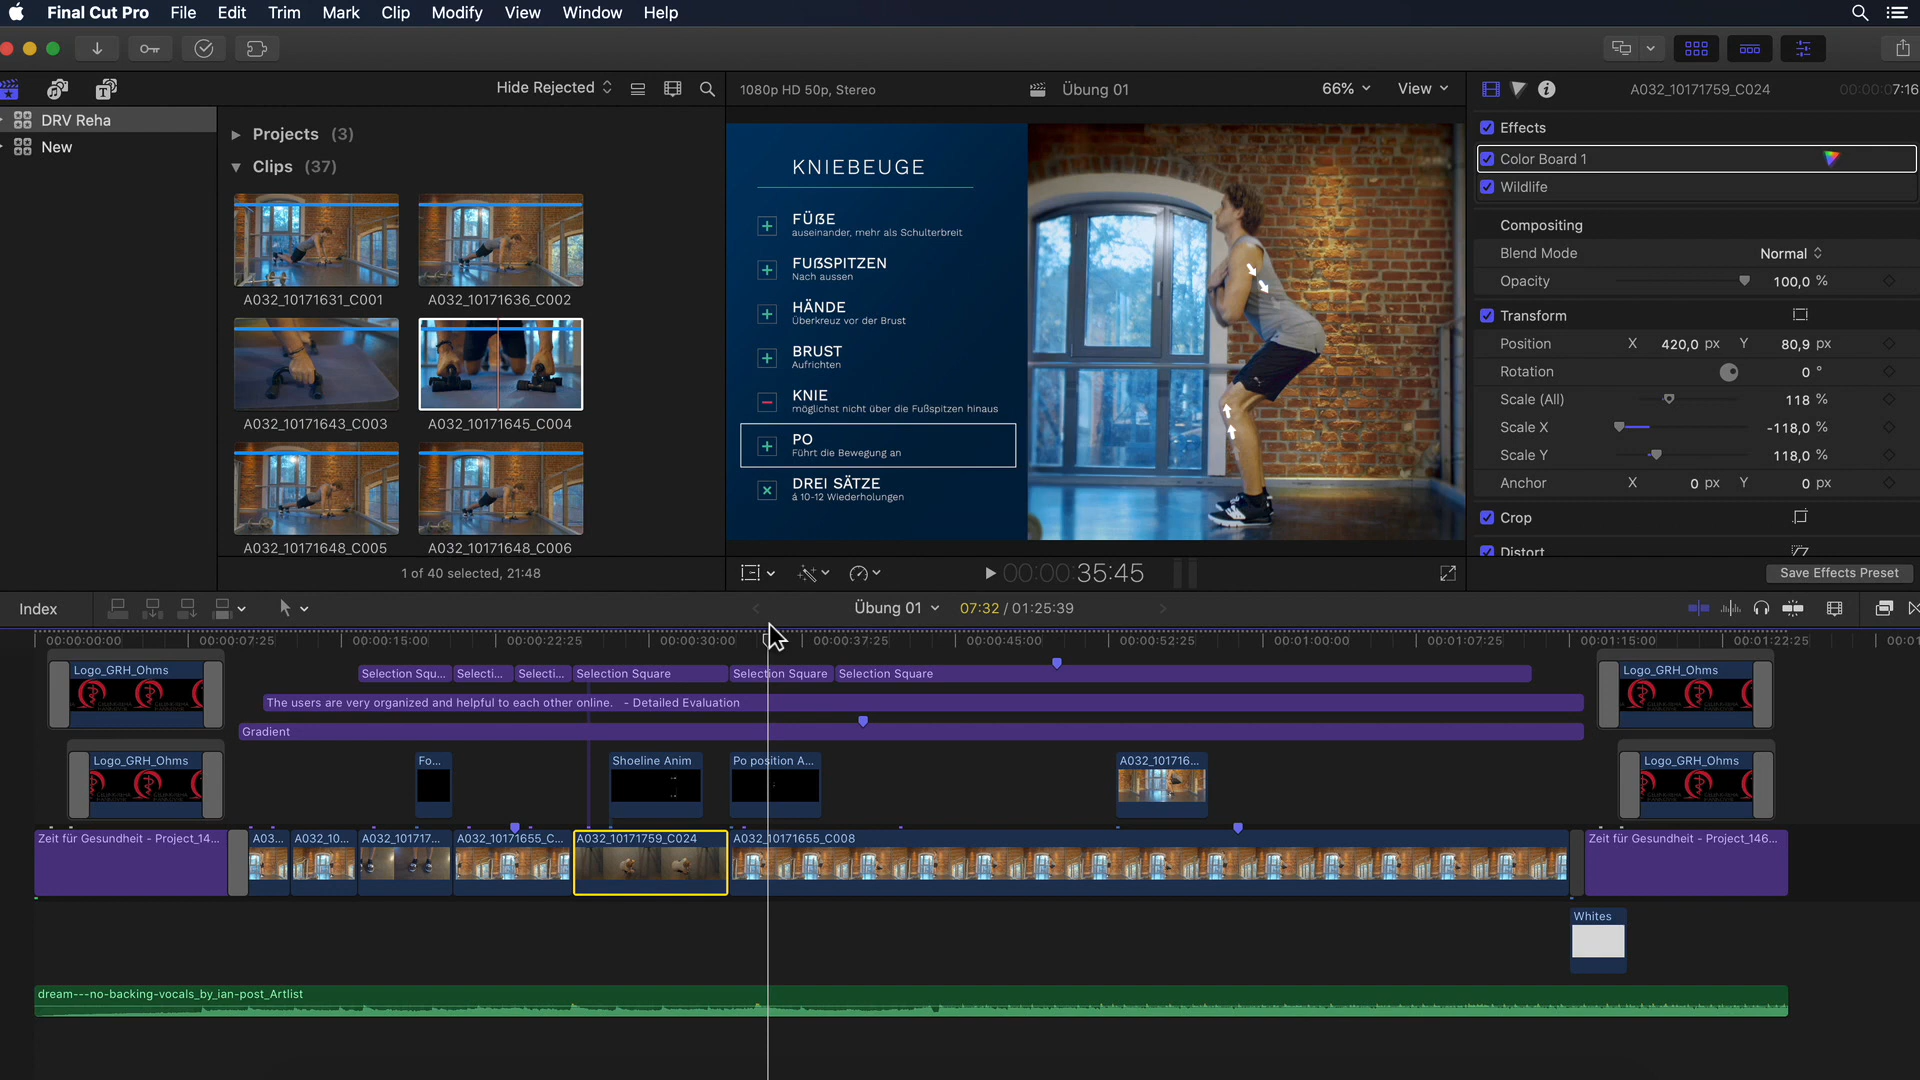 Final Cut Pro File Edit Trim Mark Clip Modify View Window Help
Hide Rejected
1080p HD 50p, Stereo
Übung 01
66%
View
A032_10171759_C024
00:00:07:16
DRV Reha
New
Projects (3)
Clips (37)
A032_10171631_C001
A032_10171636_C002
A032_10171643_C003
A032_10171645_C004
A032_10171648_C005
A032_10171648_C006
1 of 40 selected, 21:48
KNIEBEUGE
FÜßE
auseinander, mehr als Schulterbreit
FUßSPITZEN
Nach aussen
HÄNDE
Überkreuz vor der Brust
BRUST
Aufrichten
KNIE
möglichst nicht über die Fußspitzen hinaus
PO
Führt die Bewegung an
DREI SÄTZE
á 10-12 Wiederholungen
00:00:35:45
Effects
Color Board 1
Wildlife
Compositing
Blend Mode Normal
Opacity 100,0 %
Transform
Position X 420,0 px Y 80,9 px
Rotation 0 °
Scale (All) 118 %
Scale X -118,0 %
Scale Y 118,0 %
Anchor X 0 px Y 0 px
Crop
Distort
Save Effects Preset
Index
Übung 01
07:32 / 01:25:39
00:00:00:00 00:00:07:25 00:00:15:00 00:00:22:25 00:00:30:00 00:00:37:25 00:00:45:00 00:00:52:25 00:01:00:00 00:01:07:25 00:01:15:00 00:01:22:25 00:01
Logo_GRH_Ohms
Selection Squ... Selecti... Selecti... Selection Square Selection Square Selection Square
Logo_GRH_Ohms
The users are very organized and helpful to each other online. - Detailed Evaluation
Gradient
Logo_GRH_Ohms
Fo...
Shoeline Anim
Po position A...
A032_101716...
Logo_GRH_Ohms
Zeit für Gesundheit - Project_14...
A03...
A032_10...
A032_101717...
A032_10171655_C...
A032_10171759_C024
A032_10171655_C008
Zeit für Gesundheit - Project_146...
Whites
dream---no-backing-vocals_by_ian-post_Artlist